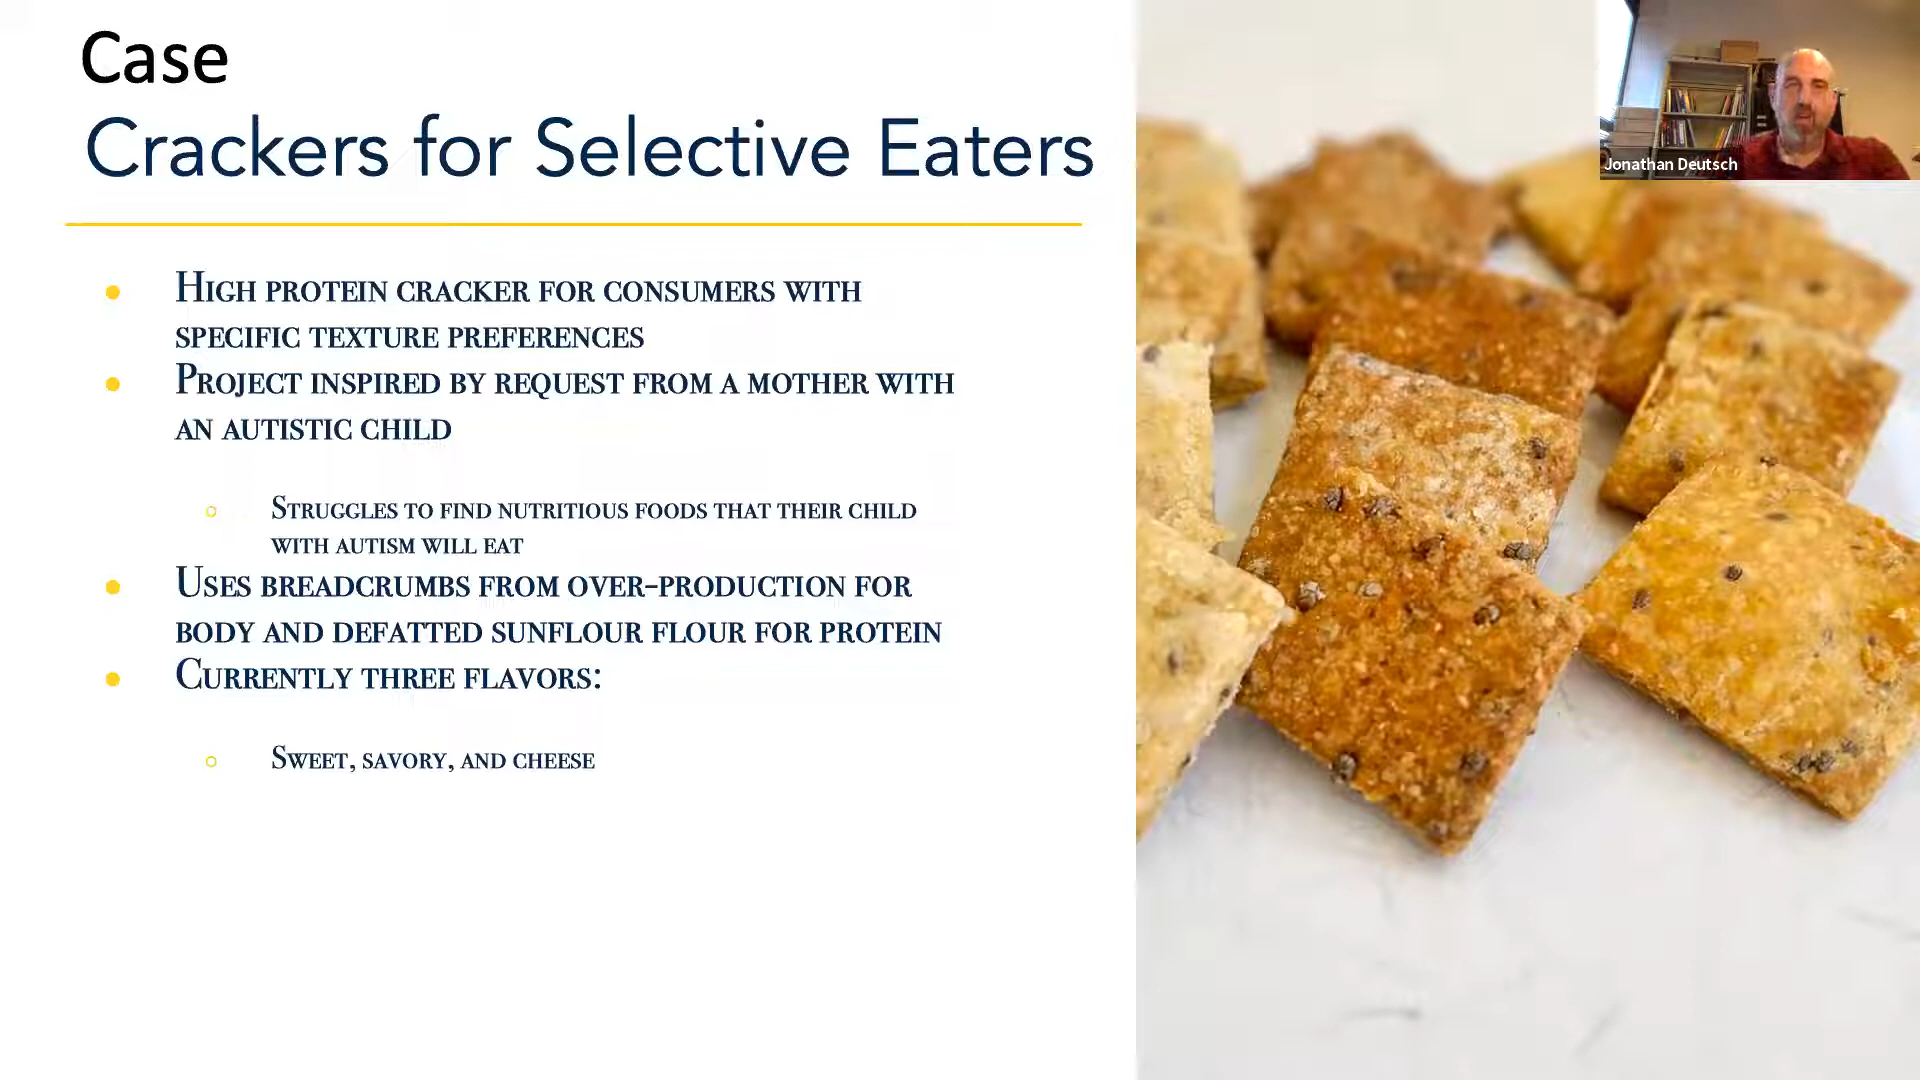 Case
Crackers for Selective Eaters
Jonathan Deutsch
● High protein cracker for consumers with
specific texture preferences
● Project inspired by request from a mother with
an autistic child
○ Struggles to find nutritious foods that their child
with autism will eat
● Uses breadcrumbs from over-production for
body and defatted sunflour flour for protein
● Currently three flavors:
○ Sweet, savory, and cheese